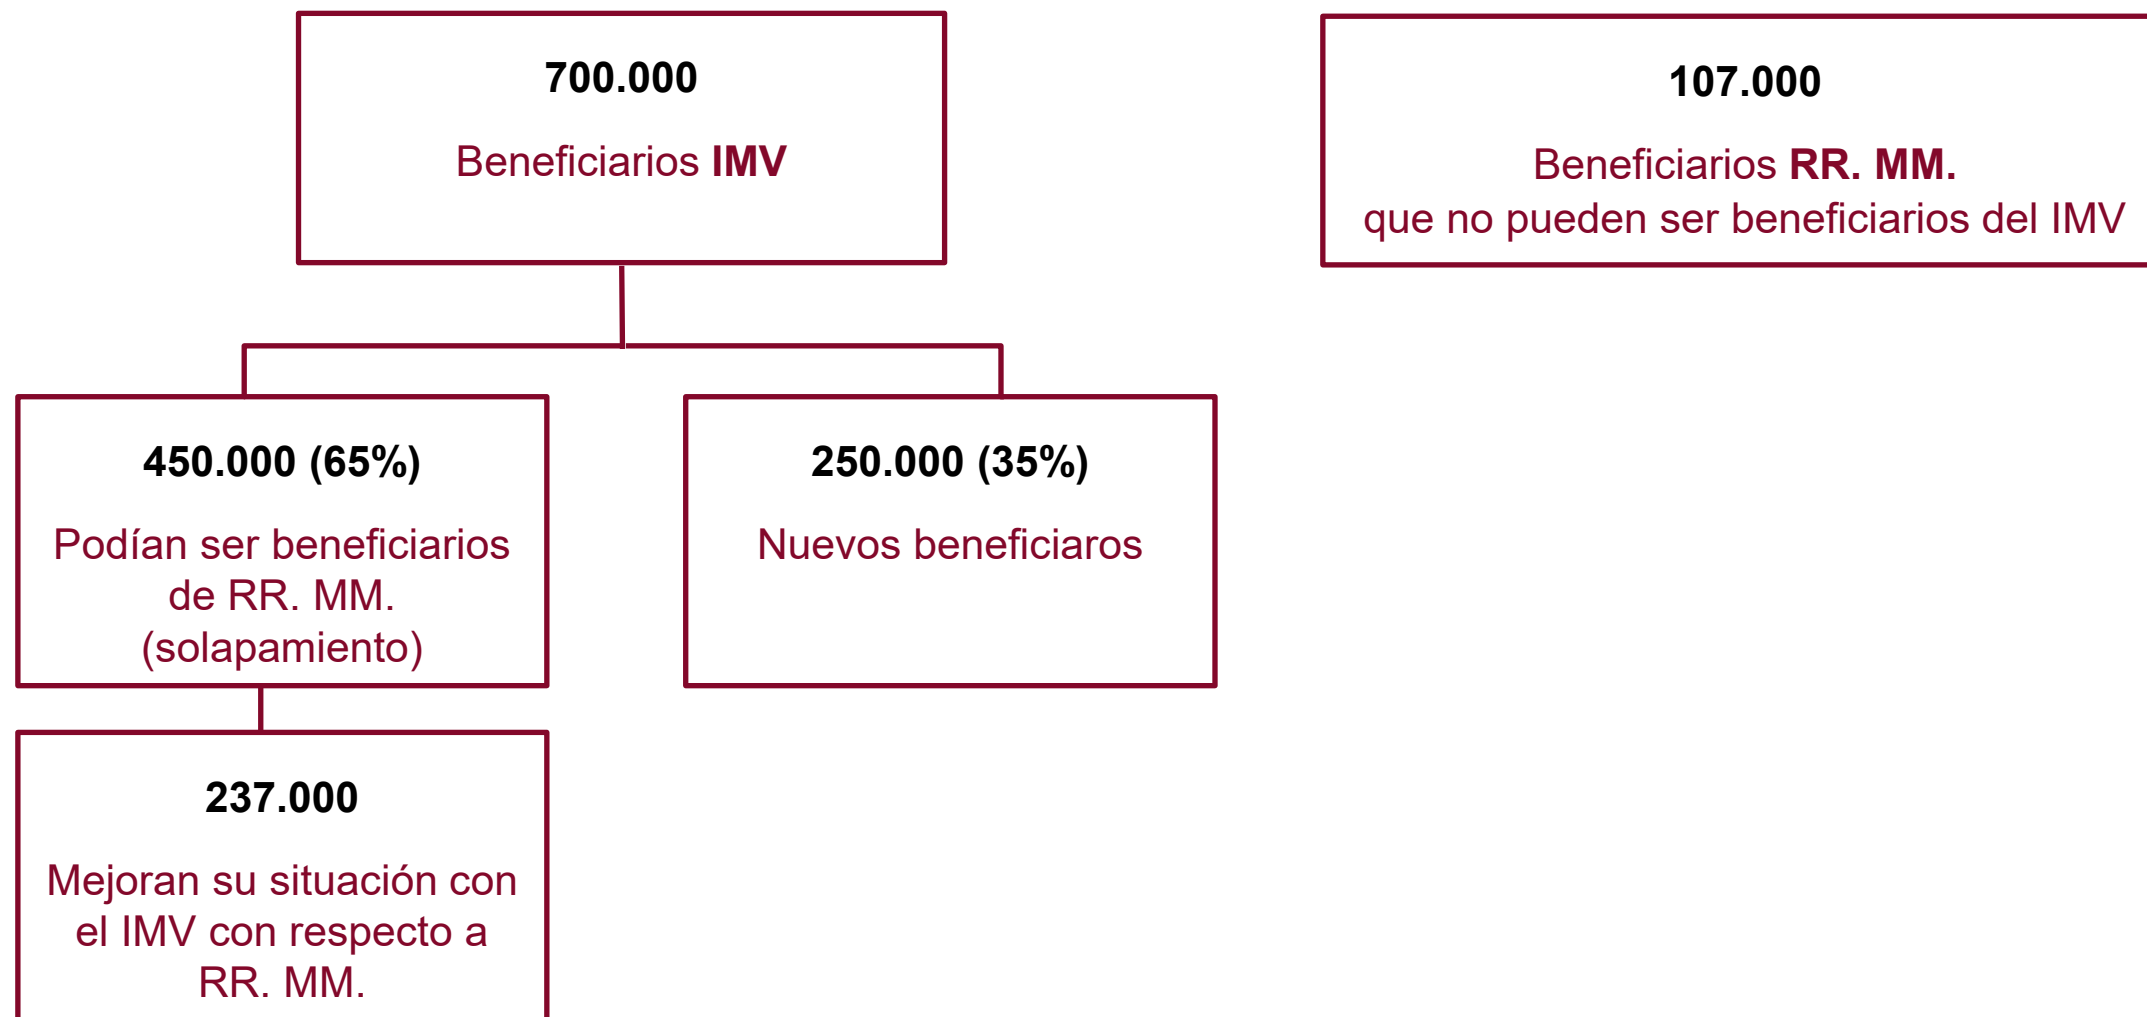 700.000
Beneficiarios IMV
107.000
Beneficiarios RR. MM.
que no pueden ser beneficiarios del IMV
450.000 (65%)
Podían ser beneficiarios
de RR. MM.
(solapamiento)
250.000 (35%)
Nuevos beneficiaros
237.000
Mejoran su situación con
el IMV con respecto a
RR. MM.